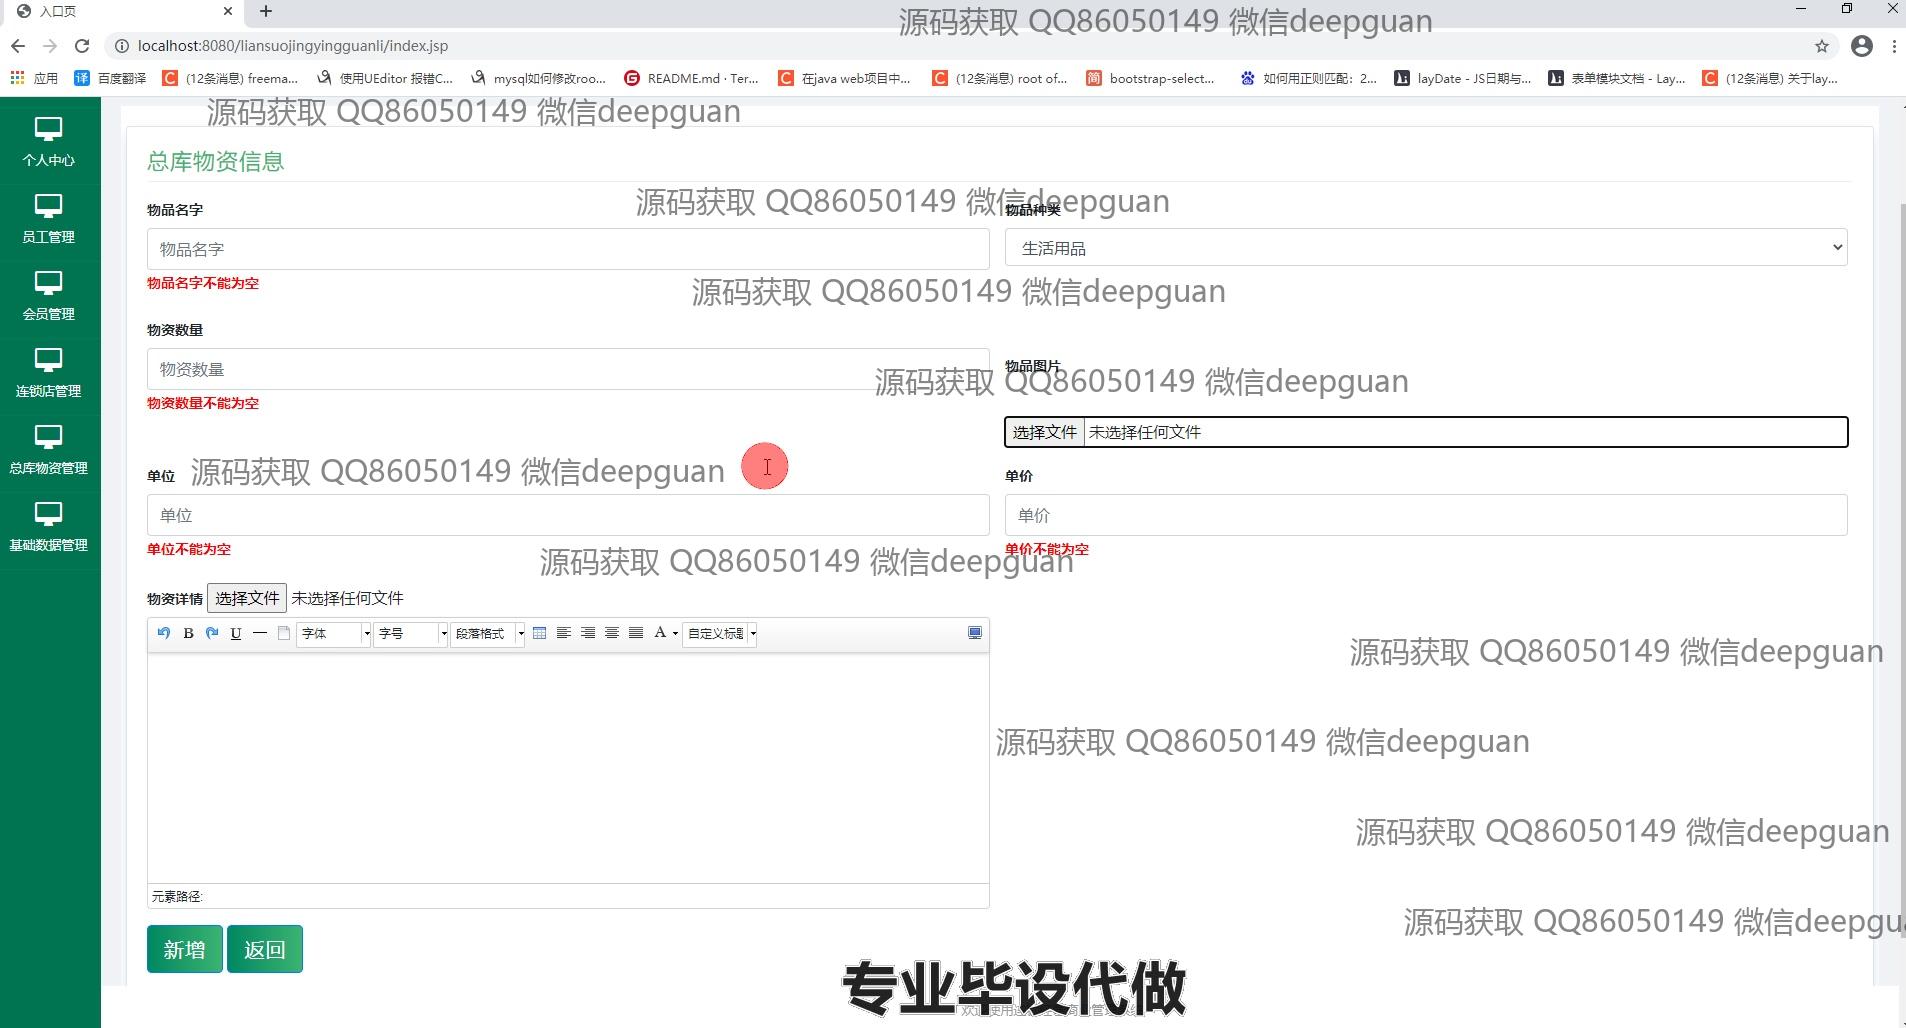 入口页
源码获取 QQ86050149 微信deepguan
localhost:8080/liansuojingyingguanli/index.jsp
应用
百度翻译
(12条消息) freema...
使用UEditor 报错C...
mysql如何修改roo...
README.md · Ter...
在java web项目中...
(12条消息) root of...
bootstrap-select...
如何用正则匹配：2...
layDate - JS日期与...
表单模块文档 - Lay...
(12条消息) 关于lay...
源码获取 QQ86050149 微信deepguan
个人中心
员工管理
会员管理
连锁店管理
总库物资管理
基础数据管理
总库物资信息
源码获取 QQ86050149 微信deepguan
物品名字
物品种类
物品名字
生活用品
物品名字不能为空
源码获取 QQ86050149 微信deepguan
物资数量
物资数量
物品图片
源码获取 QQ86050149 微信deepguan
物资数量不能为空
选择文件 未选择任何文件
单位
源码获取 QQ86050149 微信deepguan
单价
单位
单价
单位不能为空
单价不能为空
源码获取 QQ86050149 微信deepguan
物资详情 选择文件 未选择任何文件
B U 字体 字号 段落格式 A 自定义标题
源码获取 QQ86050149 微信deepguan
源码获取 QQ86050149 微信deepguan
源码获取 QQ86050149 微信deepguan
元素路径:
源码获取 QQ86050149 微信deepgu
新增 返回
专业毕设代做